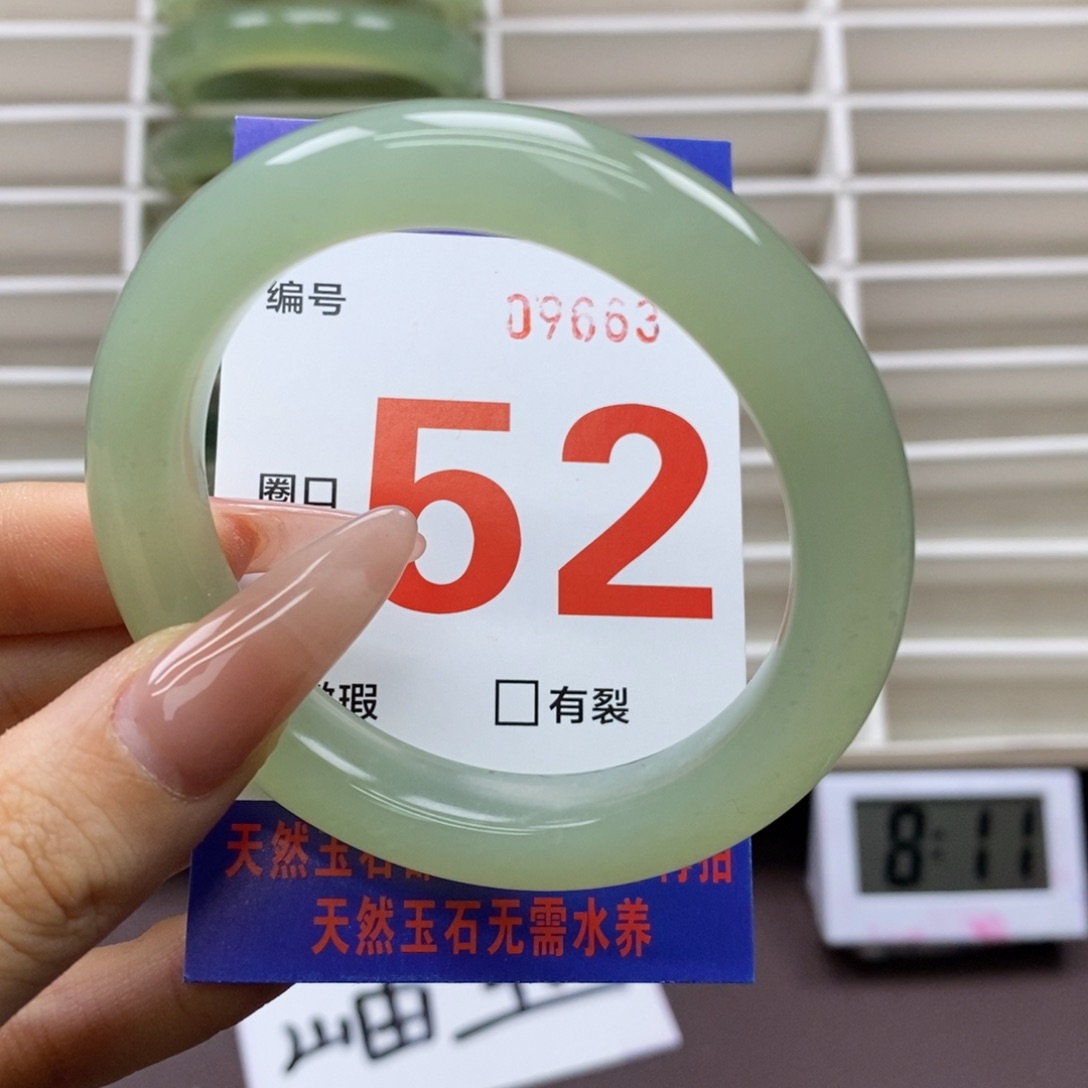 编号 09663
圈口 52
瑕 □有裂
天然玉石
天然玉石无需水养
8:11